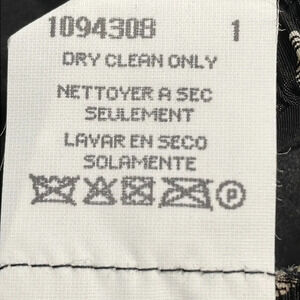 1094308 1
DRY CLEAN ONLY
NETTOYER A SEC
SEULEMENT
LAVAR EN SECO
SOLAMENTE
P